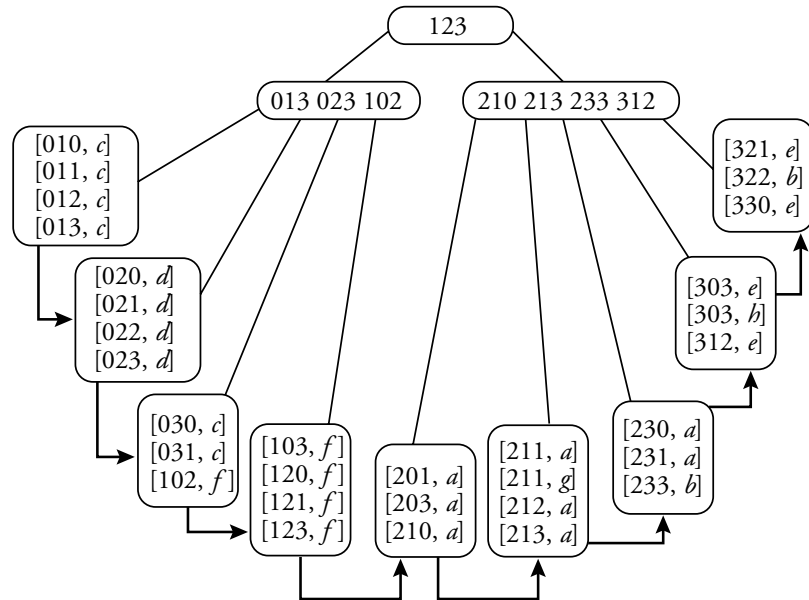 123
013 023 102
210 213 233 312
[010, c]
[011, c]
[012, c]
[013, c]
[020, d]
[021, d]
[022, d]
[023, d]
[030, c]
[031, c]
[102, f]
[103, f]
[120, f]
[121, f]
[123, f]
[201, a]
[203, a]
[210, a]
[211, a]
[211, g]
[212, a]
[213, a]
[230, a]
[231, a]
[233, b]
[303, e]
[303, h]
[312, e]
[321, e]
[322, b]
[330, e]